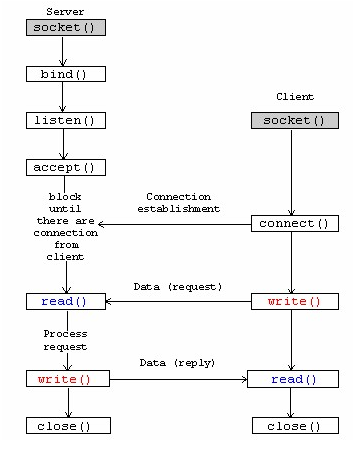 Server
socket()
bind()
listen()
accept()
block
until
there are
connection
from
client
read()
Process
request
write()
close()
Connection
establishment
Data (request)
Data (reply)
Client
socket()
connect()
write()
read()
close()